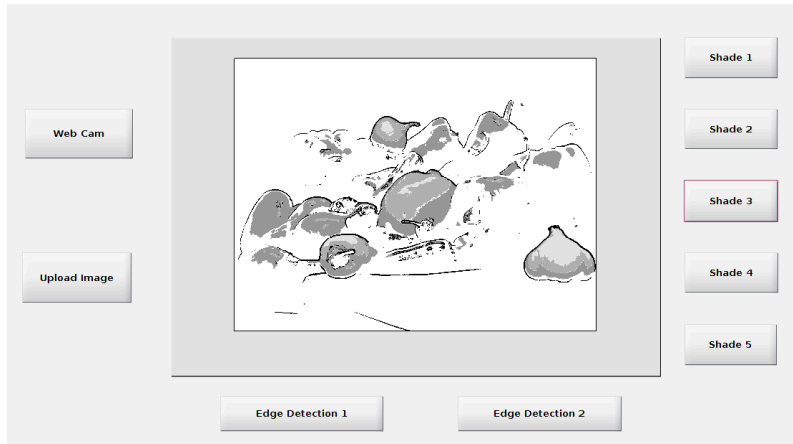 Shade 1
Web Cam
Shade 2
Shade 3
Upload Image
Shade 4
Shade 5
Edge Detection 1
Edge Detection 2